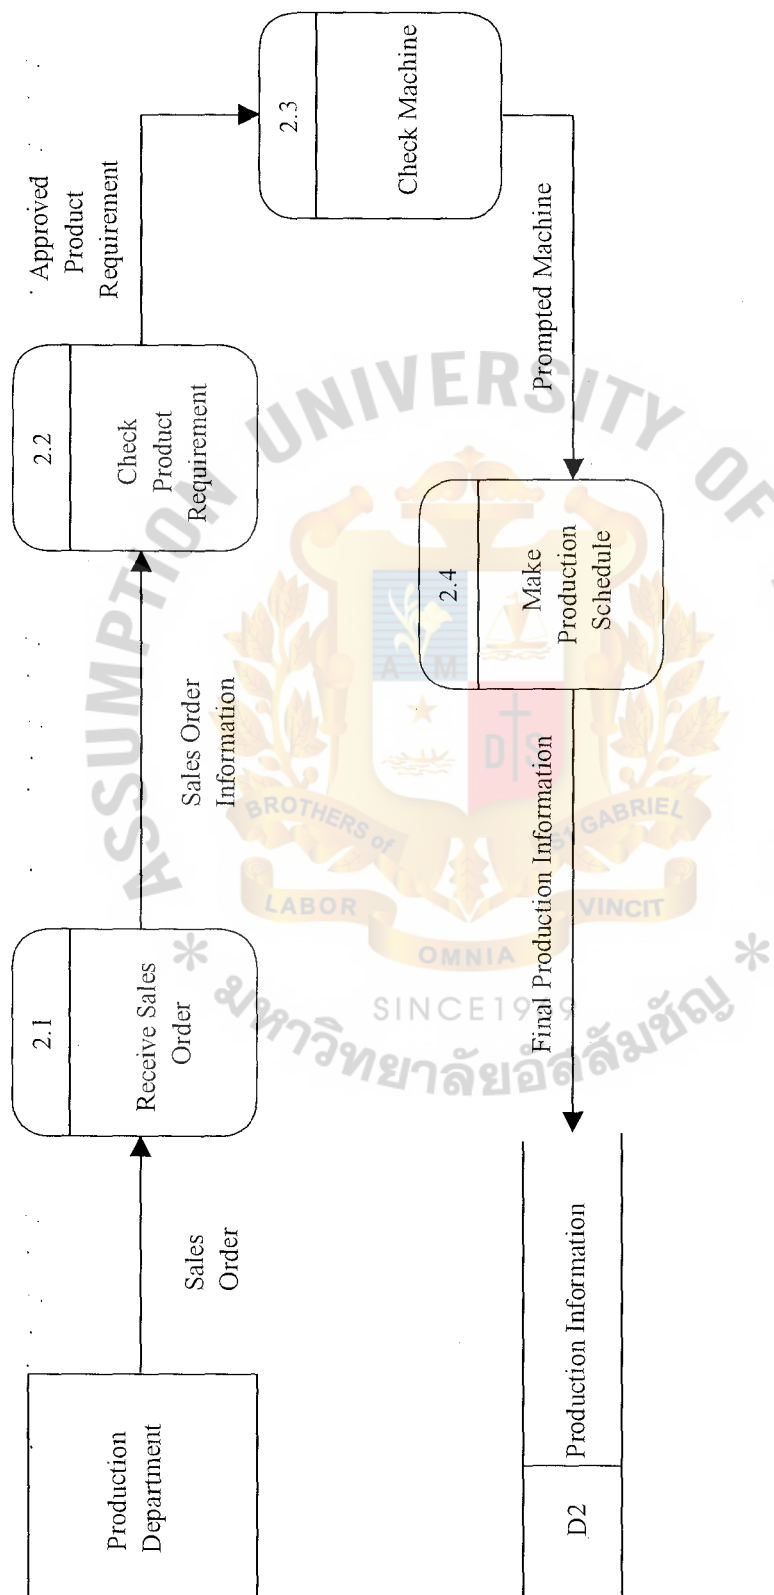 Production
Department
Sales
Order
2.1
Receive Sales
Order
Sales Order
Information
2.2
Check
Product
Requirement
Approved
Product
Requirement
2.3
Check Machine
Prompted Machine
2.4
Make
Production
Schedule
Final Production Information
D2
Production Information
ASSUMPTION UNIVERSITY OF
A M
D S
BROTHERS of
ST GABRIEL
LABOR
OMNIA
VINCIT
SINCE 1969
มหาวิทยาลัยอัสสัมชัญ